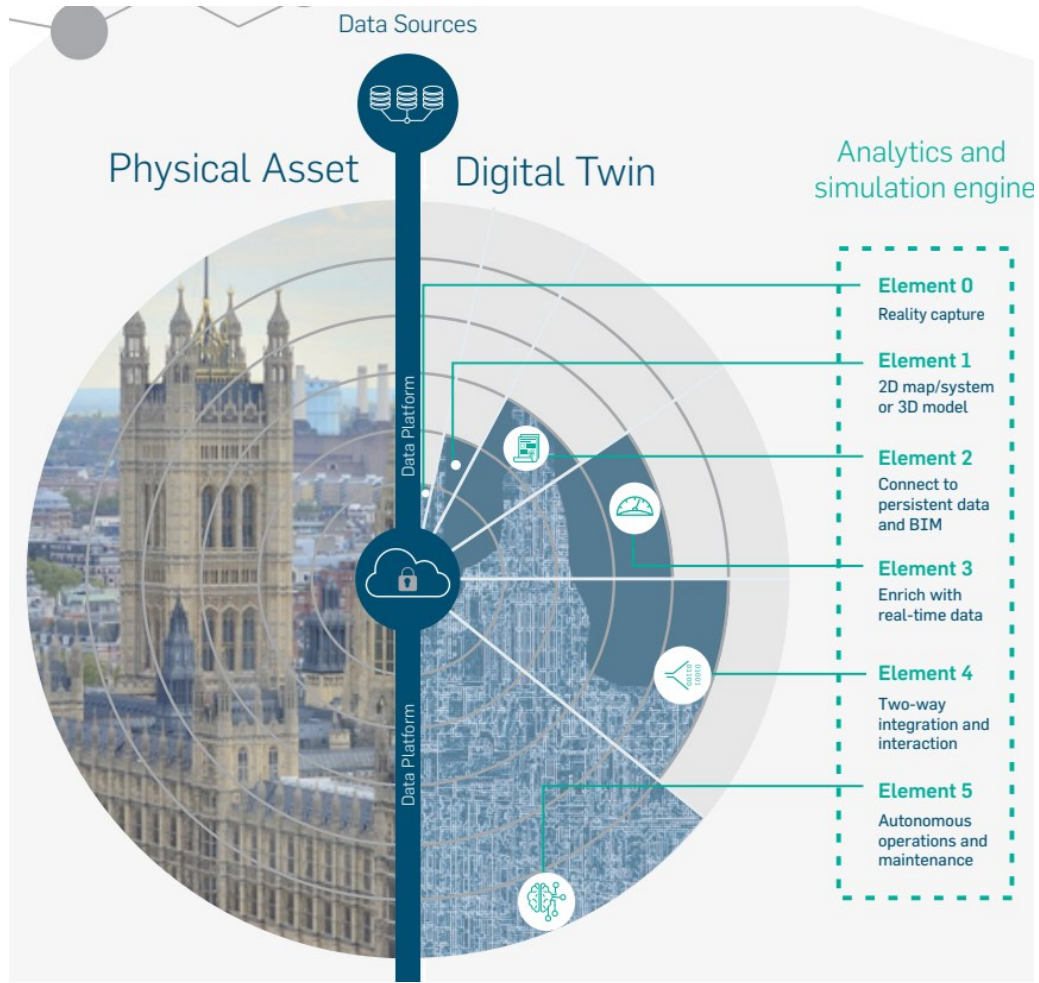 Data Sources
Physical Asset
Digital Twin
Analytics and
simulation engine
Data Platform
Data Platform
Element 0
Reality capture
Element 1
2D map/system
or 3D model
Element 2
Connect to
persistent data
and BIM
Element 3
Enrich with
real-time data
Element 4
Two-way
integration and
interaction
Element 5
Autonomous
operations and
maintenance